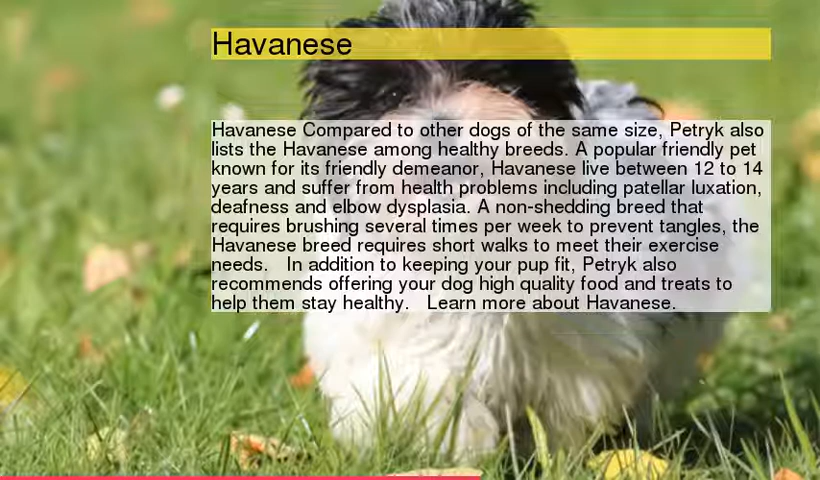 Havanese
Havanese Compared to other dogs of the same size, Petryk also
lists the Havanese among healthy breeds. A popular friendly pet
known for its friendly demeanor, Havanese live between 12 to 14
years and suffer from health problems including patellar luxation,
deafness and elbow dysplasia. A non-shedding breed that
requires brushing several times per week to prevent tangles, the
Havanese breed requires short walks to meet their exercise
needs.   In addition to keeping your pup fit, Petryk also
recommends offering your dog high quality food and treats to
help them stay healthy.   Learn more about Havanese.